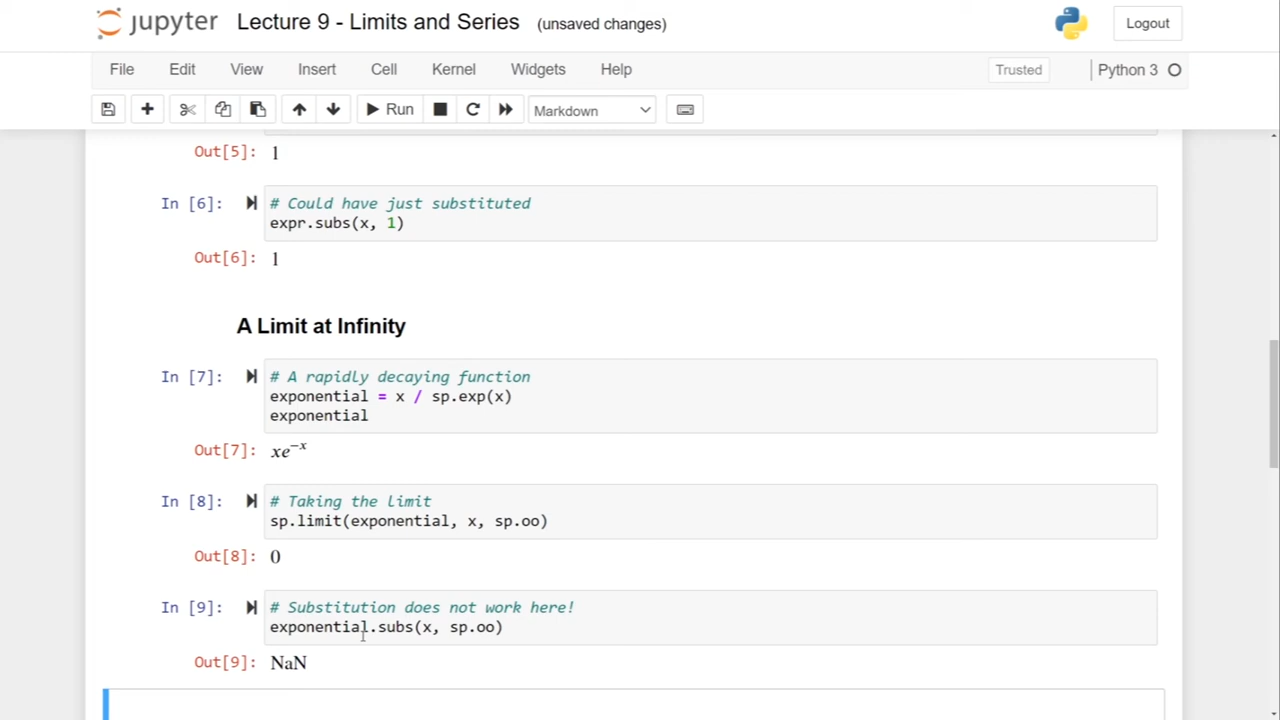 jupyter Lecture 9 - Limits and Series (unsaved changes) Logout
File Edit View Insert Cell Kernel Widgets Help Trusted Python 3
Run Markdown
Out[5]: 1
In [6]: # Could have just substituted
expr.subs(x, 1)
Out[6]: 1
A Limit at Infinity
In [7]: # A rapidly decaying function
exponential = x / sp.exp(x)
exponential
Out[7]: xe⁻ˣ
In [8]: # Taking the limit
sp.limit(exponential, x, sp.oo)
Out[8]: 0
In [9]: # Substitution does not work here!
exponential.subs(x, sp.oo)
Out[9]: NaN